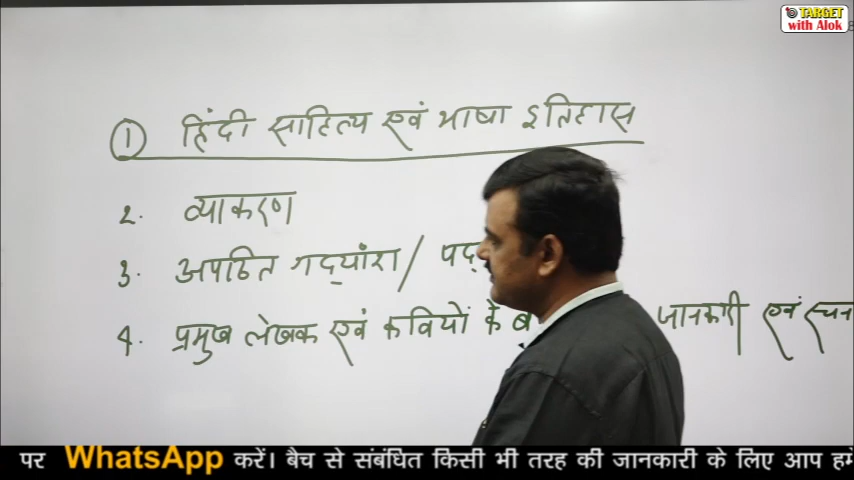 TARGET
with Alok
① हिंदी साहित्य एवं भाषा इतिहास
2. व्याकरण
3. अपठित गद्यांश / पद्
4. प्रमुख लेखक एवं कवियों के जानकारी एवं रचन
पर WhatsApp करें। बैच से संबंधित किसी भी तरह की जानकारी के लिए आप हमे